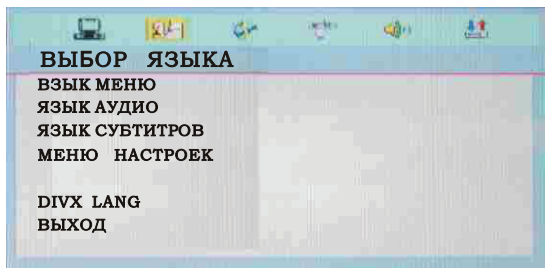 ВЫБОР ЯЗЫКА
ВЗЫК МЕНЮ
ЯЗЫК АУДИО
ЯЗЫК СУБТИТРОВ
МЕНЮ НАСТРОЕК
DIVX LANG
ВЫХОД